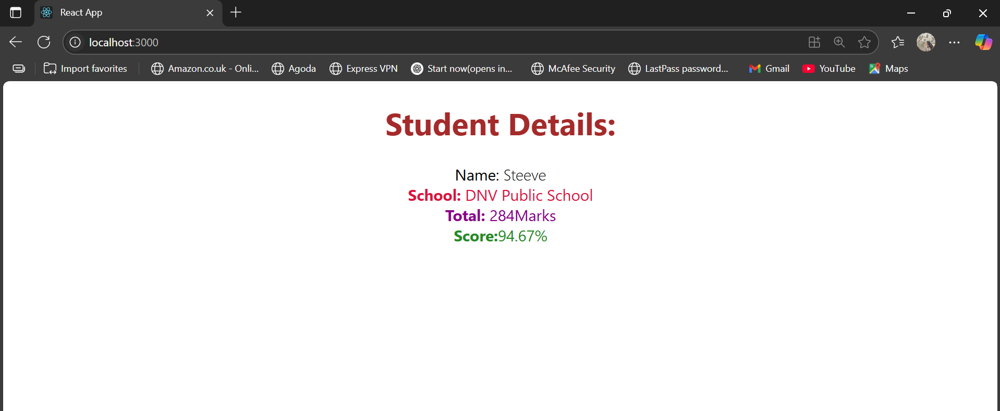 React App
localhost:3000
Import favorites Amazon.co.uk - Onli... Agoda Express VPN Start now(opens in... McAfee Security LastPass password... Gmail YouTube Maps
Student Details:
Name: Steeve
School: DNV Public School
Total: 284Marks
Score:94.67%